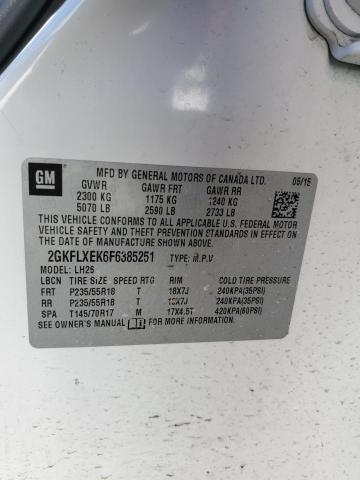 GM
MFD BY GENERAL MOTORS OF CANADA LTD. 05/15
GVWR GAWR FRT GAWR RR
2300 KG 1175 KG 1240 KG
5070 LB 2590 LB 2733 LB
THIS VEHICLE CONFORMS TO ALL APPLICABLE U.S. FEDERAL MOTOR
VEHICLE SAFETY, BUMPER, AND THEFT PREVENTION STANDARDS IN
EFFECT ON THE DATE OF MANUFACTURE SHOWN ABOVE.
2GKFLXEK6F6385251 TYPE: M.P.V
MODEL: LH26
LBCN TIRE SIZE SPEED RTG RIM COLD TIRE PRESSURE
FRT P235/55R18 T 18X7J 240KPA(35PSI)
RR P235/55R18 T 18X7J 240KPA(35PSI)
SPA T145/70R17 M 17X4.5T 420KPA(60PSI)
SEE OWNER'S MANUAL FOR MORE INFORMATION.